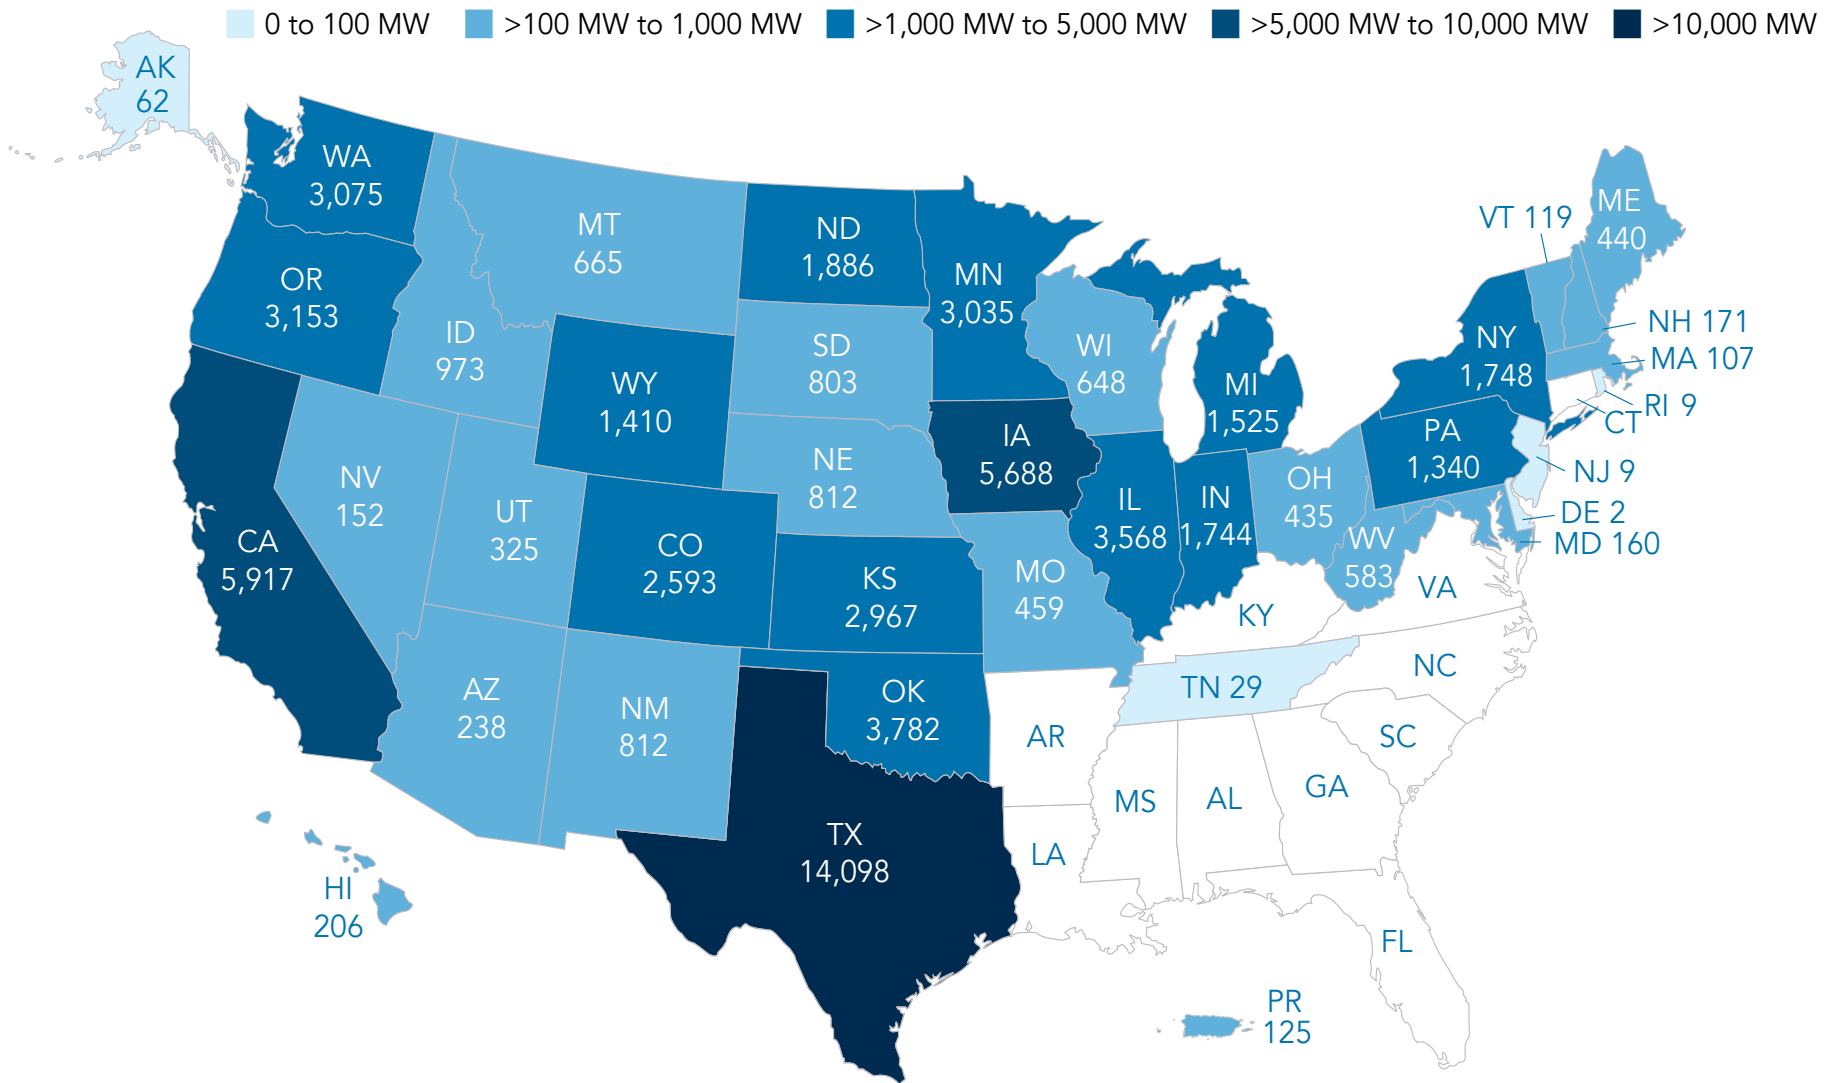 0 to 100 MW
>100 MW to 1,000 MW
>1,000 MW to 5,000 MW
>5,000 MW to 10,000 MW
>10,000 MW
AK
62
WA
3,075
OR
3,153
ID
973
MT
665
WY
1,410
ND
1,886
SD
803
NE
812
MN
3,035
WI
648
MI
1,525
IA
5,688
IL
3,568
IN
1,744
OH
435
WV
583
PA
1,340
NY
1,748
VT 119
ME
440
NH 171
MA 107
RI 9
CT
NJ 9
DE 2
MD 160
CA
5,917
NV
152
UT
325
CO
2,593
KS
2,967
MO
459
KY
VA
AZ
238
NM
812
OK
3,782
AR
TN 29
NC
SC
TX
14,098
LA
MS
AL
GA
FL
HI
206
PR
125